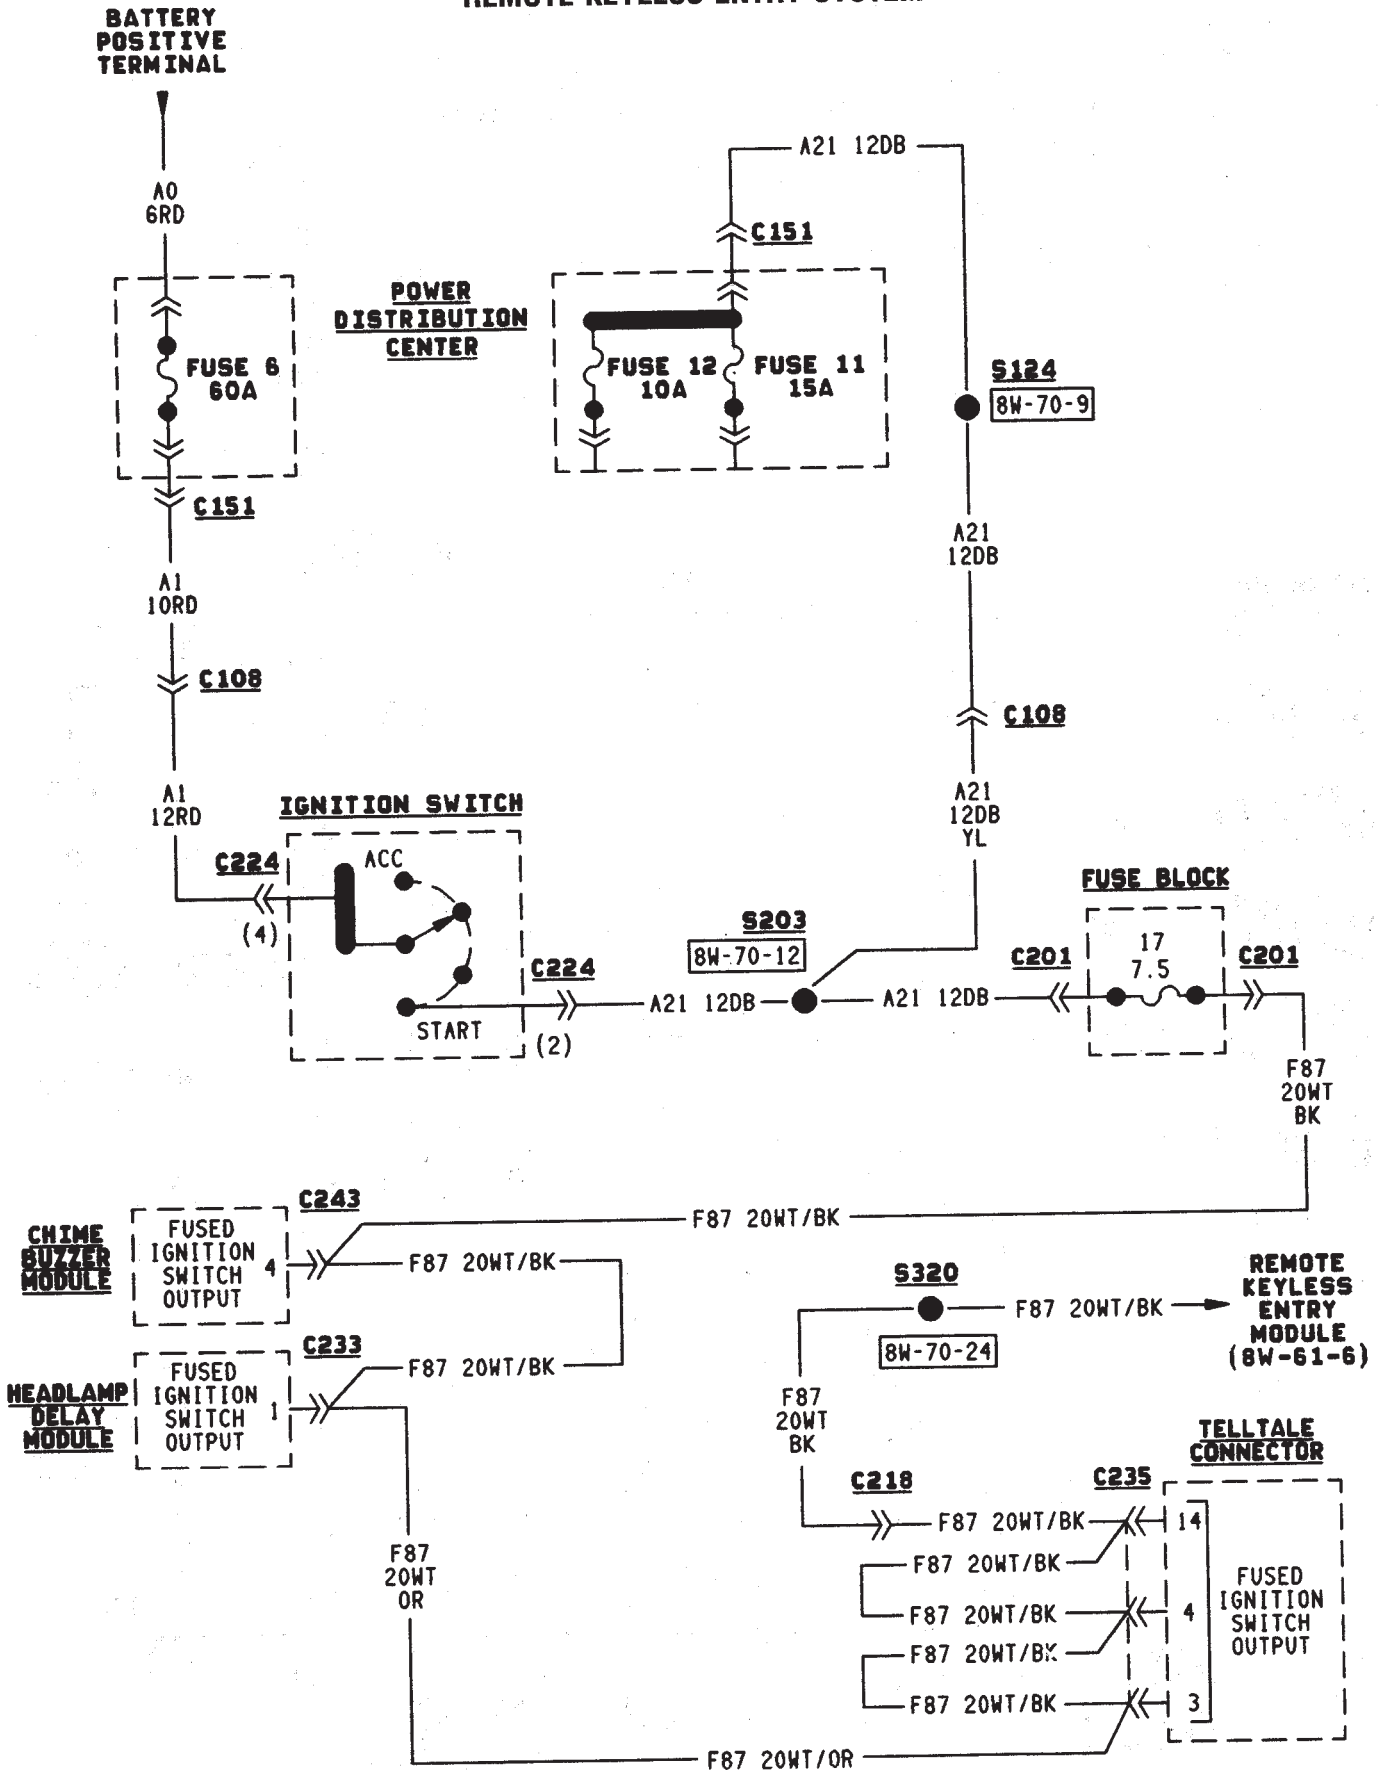 REMOTE KEYLESS ENTRY SYSTEM
BATTERY
POSITIVE
TERMINAL
A0
6RD
FUSE 6
60A
C151
A1
10RD
C108
A1
12RD
POWER
DISTRIBUTION
CENTER
A21 12DB
C151
FUSE 12
10A
FUSE 11
15A
S124
8W-70-9
A21
12DB
C108
A21
12DB
YL
IGNITION SWITCH
C224
(4)
ACC
START
C224
(2)
A21 12DB
S203
8W-70-12
A21 12DB
C201
FUSE BLOCK
17
7.5
C201
F87
20WT
BK
CHIME
BUZZER
MODULE
FUSED
IGNITION
SWITCH
OUTPUT
4
C243
F87 20WT/BK
F87 20WT/BK
HEADLAMP
DELAY
MODULE
FUSED
IGNITION
SWITCH
OUTPUT
1
C233
F87 20WT/BK
F87
20WT
OR
S320
8W-70-24
F87 20WT/BK
REMOTE
KEYLESS
ENTRY
MODULE
(8W-61-6)
F87
20WT
BK
C218
C235
TELLTALE
CONNECTOR
F87 20WT/BK
14
F87 20WT/BK
F87 20WT/BK
4
F87 20WT/BK
F87 20WT/BK
3
FUSED
IGNITION
SWITCH
OUTPUT
F87 20WT/OR